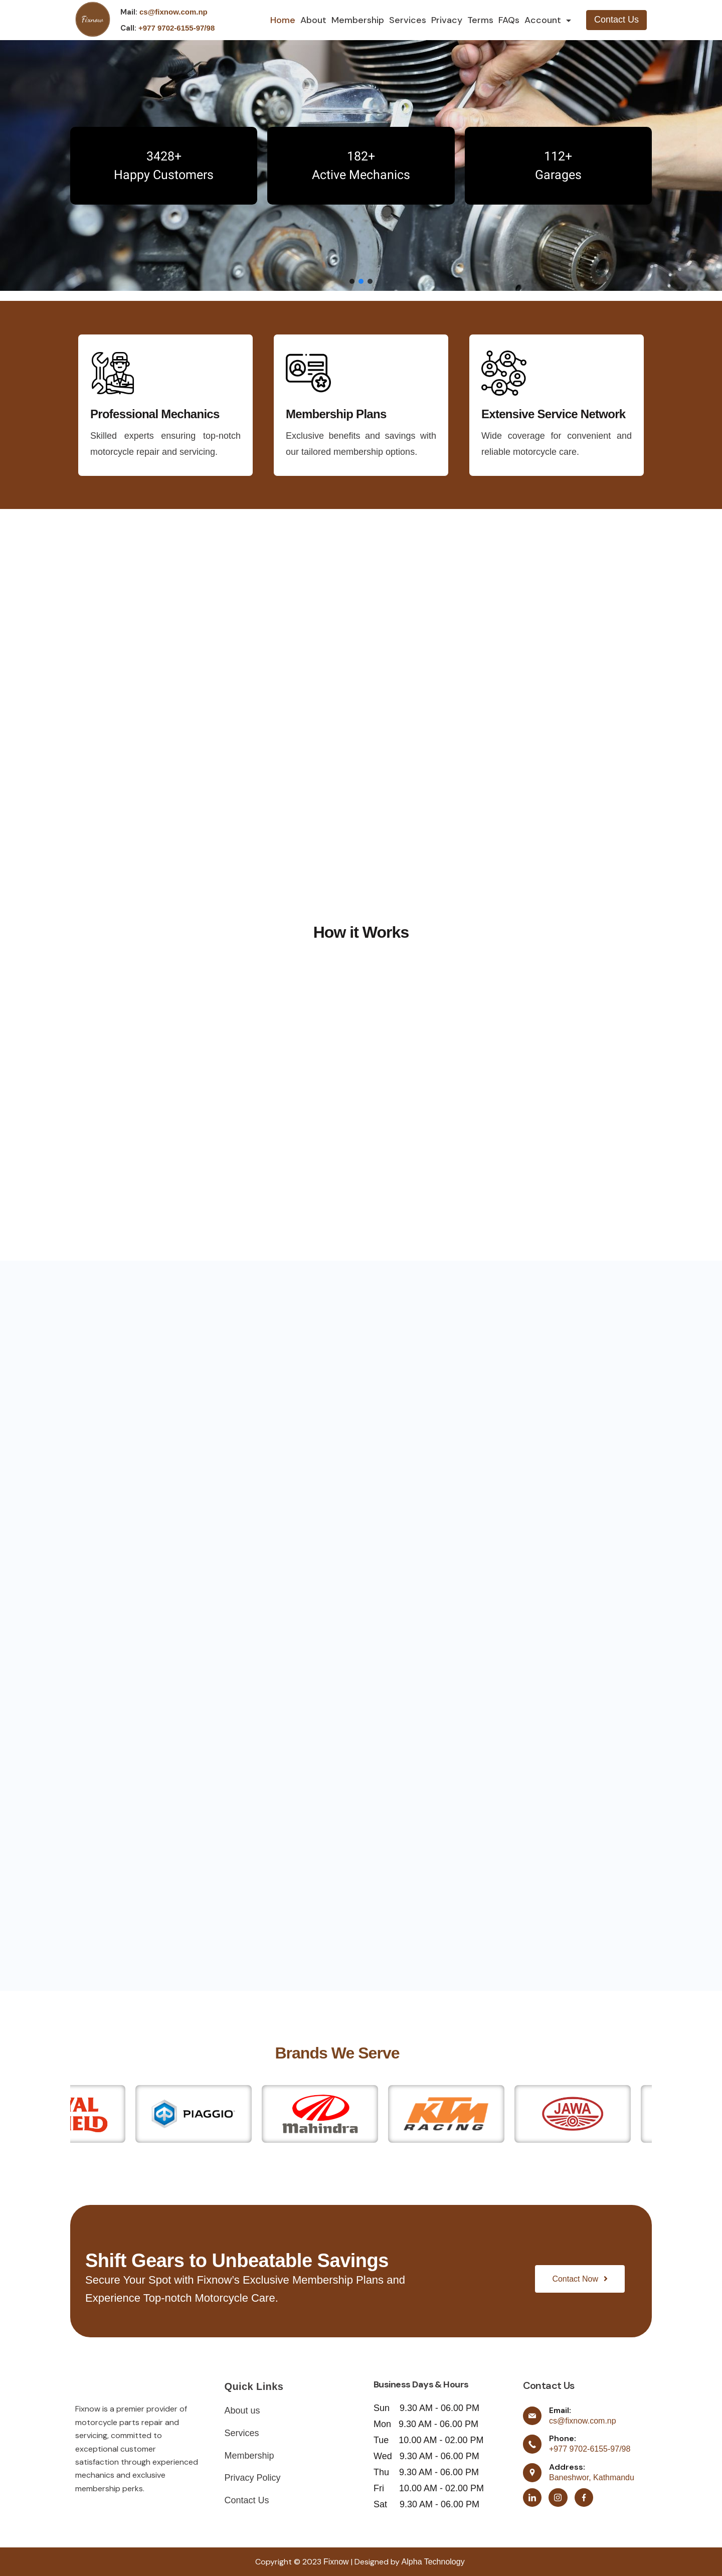 Fixnow
Mail: cs@fixnow.com.np
Call: +977 9702-6155-97/98
Home About Membership Services Privacy Terms FAQs Account
Contact Us
3428+
Happy Customers
182+
Active Mechanics
112+
Garages
Professional Mechanics
Skilled experts ensuring top-notch
motorcycle repair and servicing.
Membership Plans
Exclusive benefits and savings with
our tailored membership options.
Extensive Service Network
Wide coverage for convenient and
reliable motorcycle care.
How it Works
Brands We Serve
PIAGGIO
Mahindra
KTM
RACING
JAWA
Shift Gears to Unbeatable Savings
Secure Your Spot with Fixnow's Exclusive Membership Plans and
Experience Top-notch Motorcycle Care.
Contact Now
Fixnow is a premier provider of
motorcycle parts repair and
servicing, committed to
exceptional customer
satisfaction through experienced
mechanics and exclusive
membership perks.
Quick Links
About us
Services
Membership
Privacy Policy
Contact Us
Business Days & Hours
Sun 9.30 AM - 06.00 PM
Mon 9.30 AM - 06.00 PM
Tue 10.00 AM - 02.00 PM
Wed 9.30 AM - 06.00 PM
Thu 9.30 AM - 06.00 PM
Fri 10.00 AM - 02.00 PM
Sat 9.30 AM - 06.00 PM
Contact Us
Email:
cs@fixnow.com.np
Phone:
+977 9702-6155-97/98
Address:
Baneshwor, Kathmandu
Copyright © 2023 Fixnow | Designed by Alpha Technology